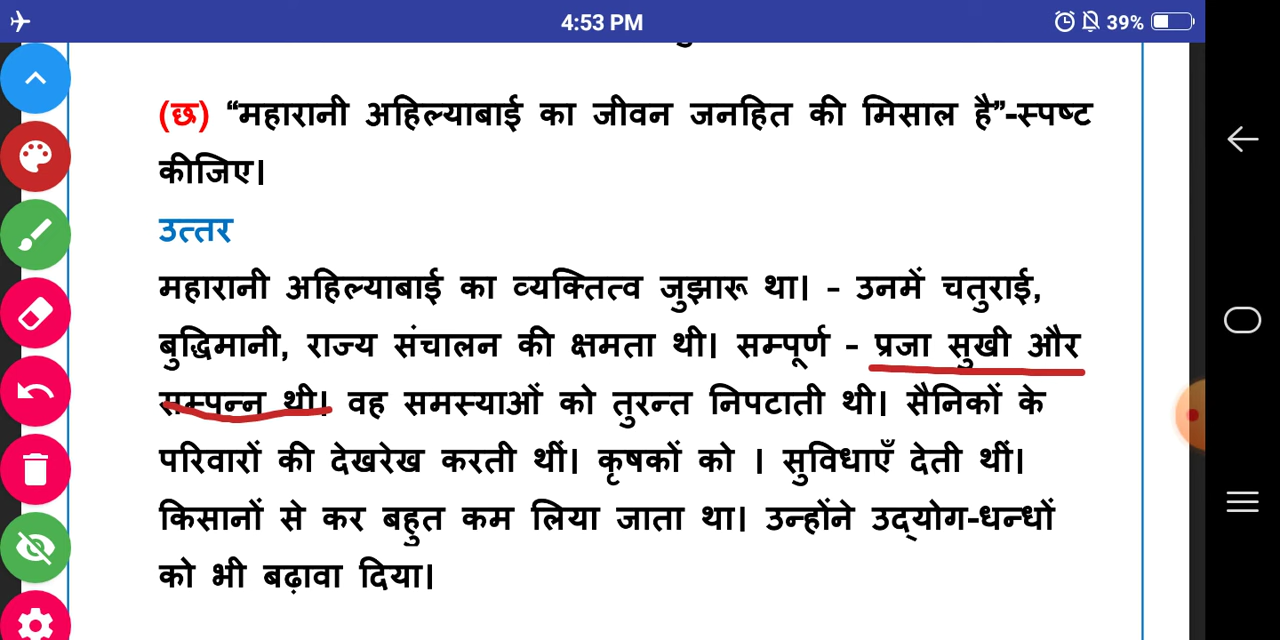 4:53 PM
39%
(छ) “महारानी अहिल्याबाई का जीवन जनहित की मिसाल है”-स्पष्ट
कीजिए।
उत्तर
महारानी अहिल्याबाई का व्यक्तित्व जुझारू था। - उनमें चतुराई,
बुद्धिमानी, राज्य संचालन की क्षमता थी। सम्पूर्ण - प्रजा सुखी और
सम्पन्न थी। वह समस्याओं को तुरन्त निपटाती थी। सैनिकों के
परिवारों की देखरेख करती थीं। कृषकों को । सुविधाएँ देती थीं।
किसानों से कर बहुत कम लिया जाता था। उन्होंने उद्योग-धन्धों
को भी बढ़ावा दिया।